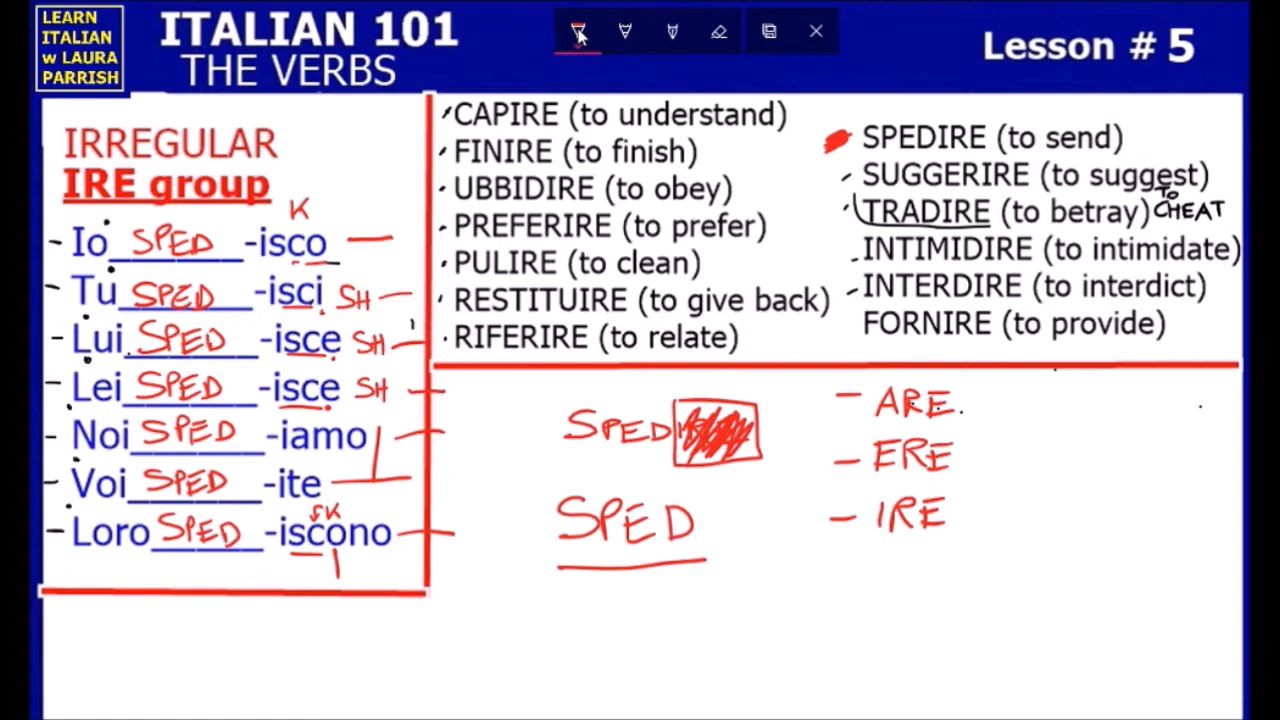 LEARN
ITALIAN
w LAURA
PARRISH
ITALIAN 101
THE VERBS
Lesson # 5
IRREGULAR
IRE group
K
Io SPED -isco
Tu SPED -isci SH
Lui SPED -isce SH
Lei SPED -isce SH
Noi SPED -iamo
Voi SPED -ite
SK
Loro SPED -iscono
CAPIRE (to understand)
FINIRE (to finish)
UBBIDIRE (to obey)
PREFERIRE (to prefer)
PULIRE (to clean)
RESTITUIRE (to give back)
RIFERIRE (to relate)
SPEDIRE (to send)
SUGGERIRE (to suggest)
TRADIRE (to betray) TO CHEAT
INTIMIDIRE (to intimidate)
INTERDIRE (to interdict)
FORNIRE (to provide)
SPED
SPED
- ARE
- ERE
- IRE